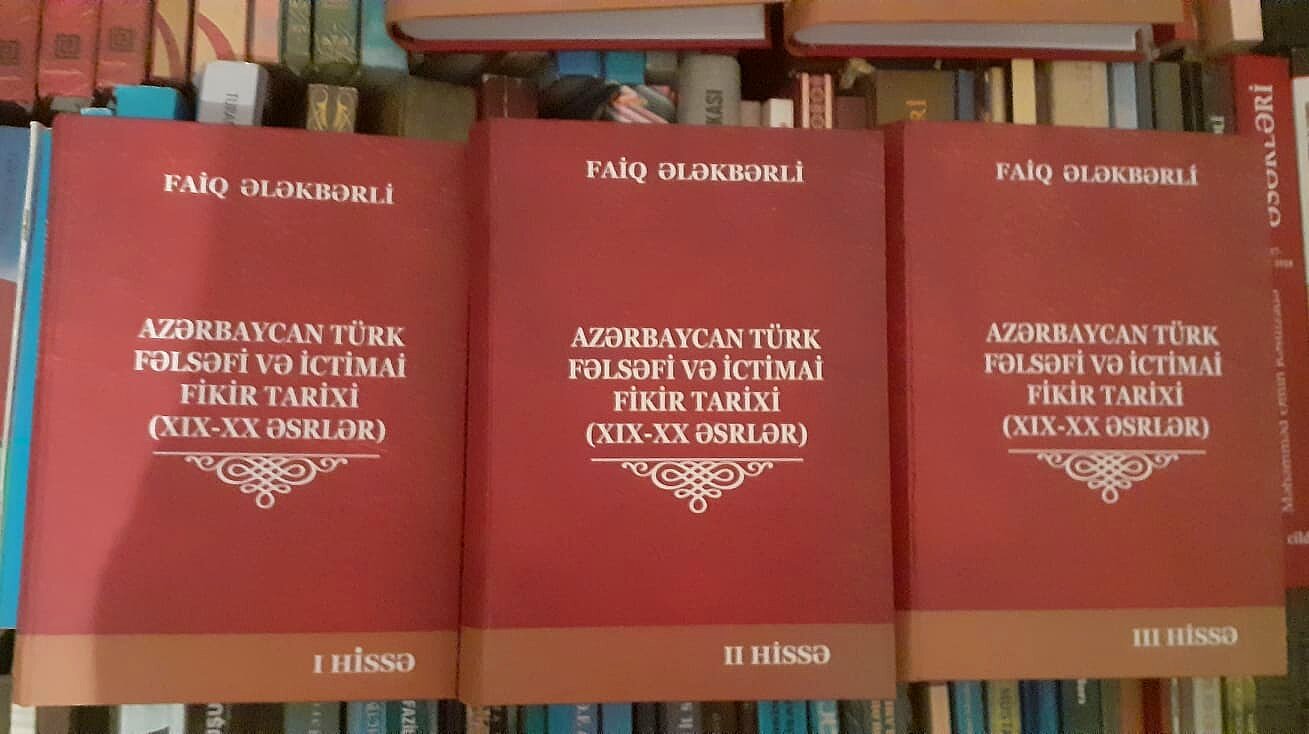 FAİQ ƏLƏKBƏRLİ
AZƏRBAYCAN TÜRK
FƏLSƏFİ VƏ İCTİMAİ
FİKİR TARİXİ
(XIX-XX ƏSRLƏR)
I HİSSƏ
FAİQ ƏLƏKBƏRLİ
AZƏRBAYCAN TÜRK
FƏLSƏFİ VƏ İCTİMAİ
FİKİR TARİXİ
(XIX-XX ƏSRLƏR)
II HİSSƏ
FAİQ ƏLƏKBƏRLİ
AZƏRBAYCAN TÜRK
FƏLSƏFİ VƏ İCTİMAİ
FİKİR TARİXİ
(XIX-XX ƏSRLƏR)
III HİSSƏ
ƏSƏRLƏRİ